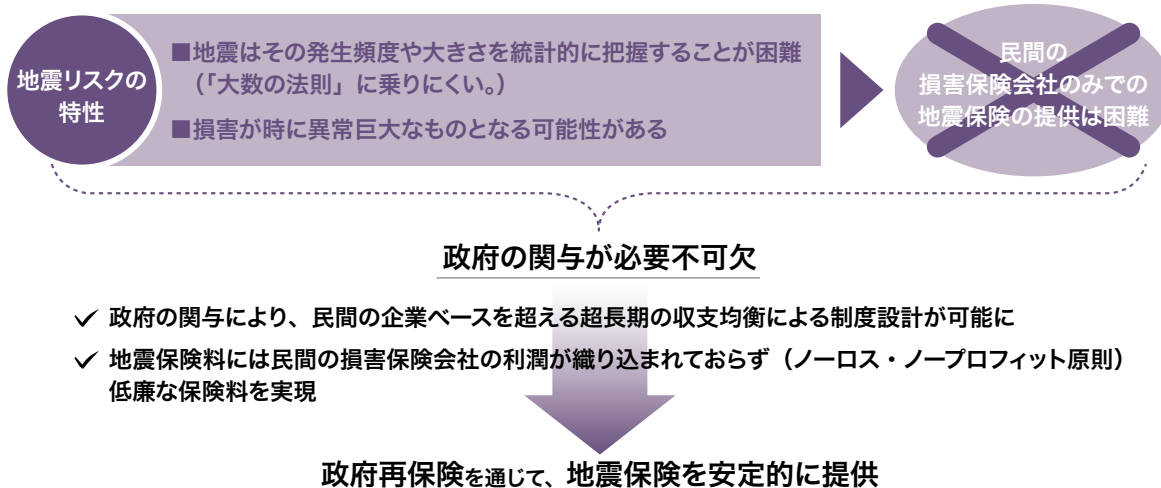 地震リスクの
特性
■地震はその発生頻度や大きさを統計的に把握することが困難
（「大数の法則」に乗りにくい。）
■損害が時に異常巨大なものとなる可能性がある
民間の
損害保険会社のみでの
地震保険の提供は困難
政府の関与が必要不可欠
✓ 政府の関与により、民間の企業ベースを超える超長期の収支均衡による制度設計が可能に
✓ 地震保険料には民間の損害保険会社の利潤が織り込まれておらず（ノーロス・ノープロフィット原則）
低廉な保険料を実現
政府再保険を通じて、地震保険を安定的に提供